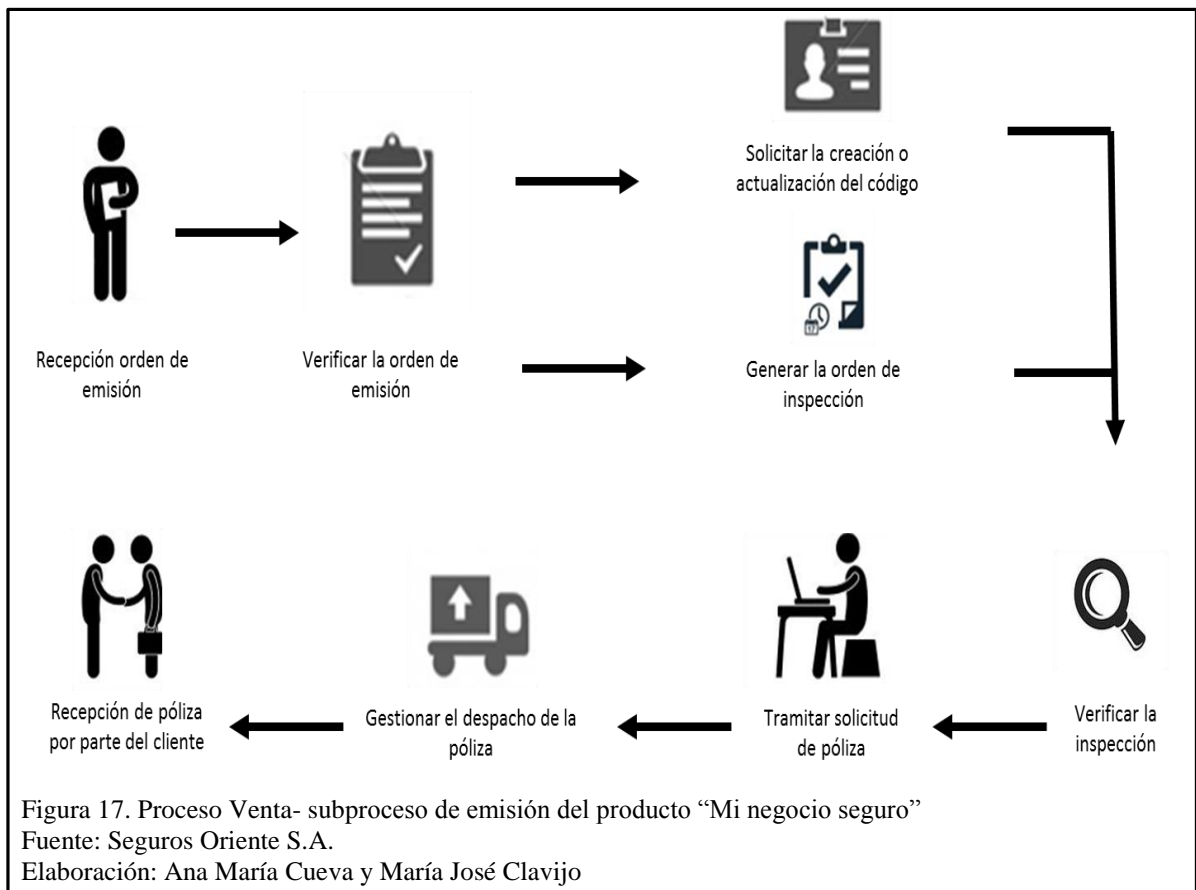 Solicitar la creación o
actualización del código
Recepción orden de
emisión
Verificar la orden de
emisión
Generar la orden de
inspección
Recepción de póliza
por parte del cliente
Gestionar el despacho de la
póliza
Tramitar solicitud
de póliza
Verificar la
inspección
Figura 17. Proceso Venta- subproceso de emisión del producto “Mi negocio seguro”
Fuente: Seguros Oriente S.A.
Elaboración: Ana María Cueva y María José Clavijo